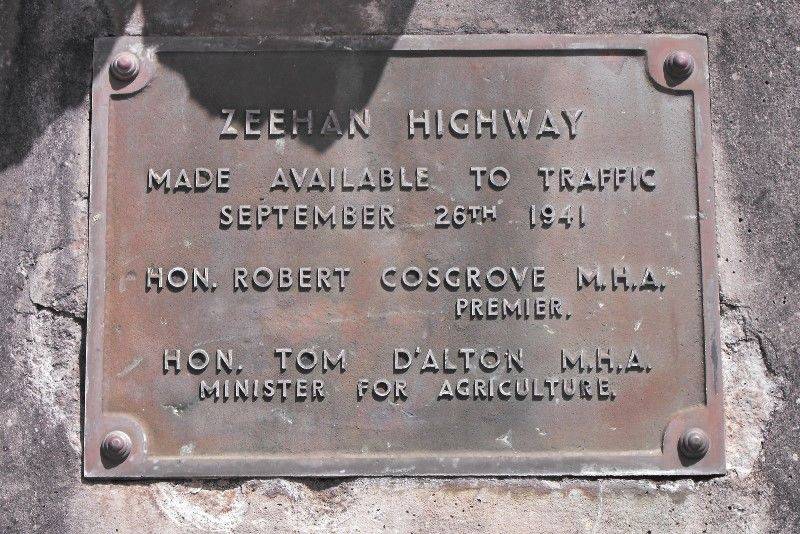 ZEEHAN HIGHWAY
MADE AVAILABLE TO TRAFFIC
SEPTEMBER 26TH 1941
HON. ROBERT COSGROVE M.H.A.
PREMIER.
HON. TOM D'ALTON M.H.A.
MINISTER FOR AGRICULTURE.